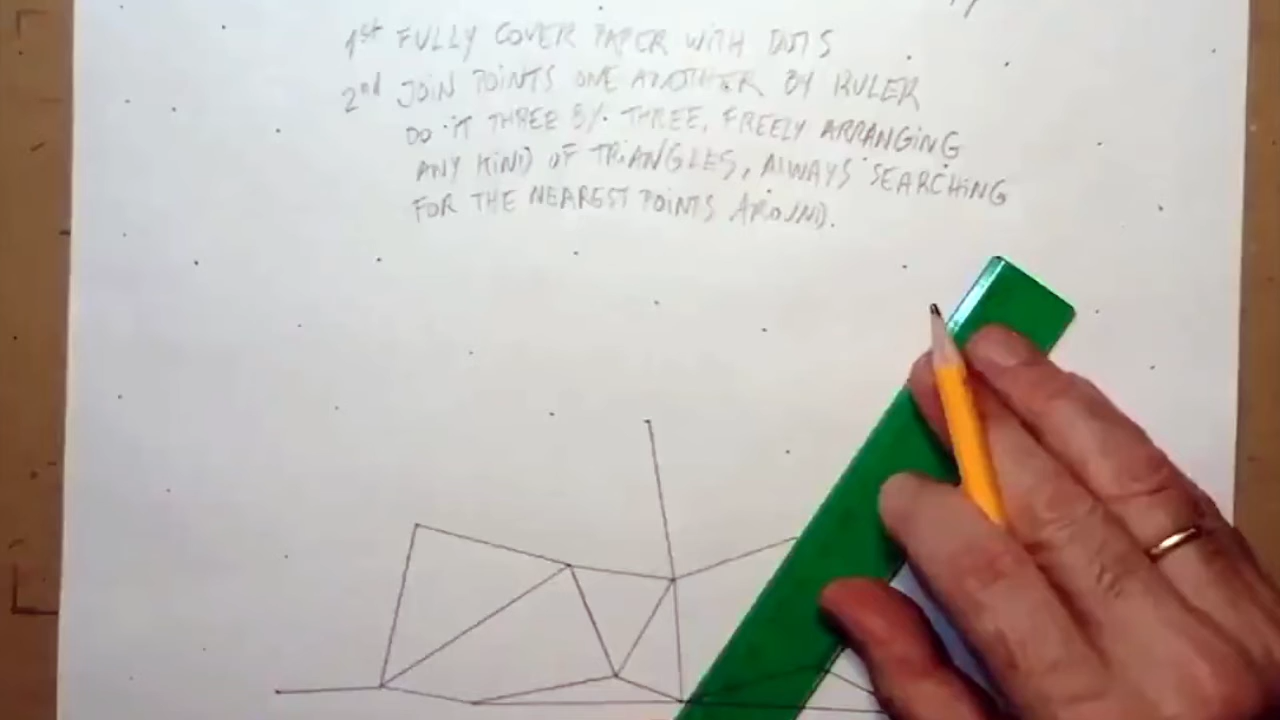 1st FULLY COVER PAPER WITH DOTS
2nd JOIN POINTS ONE ANOTHER BY RULER
DO IT THREE BY THREE, FREELY ARRANGING
ANY KIND OF TRIANGLES, ALWAYS SEARCHING
FOR THE NEAREST POINTS AROUND.